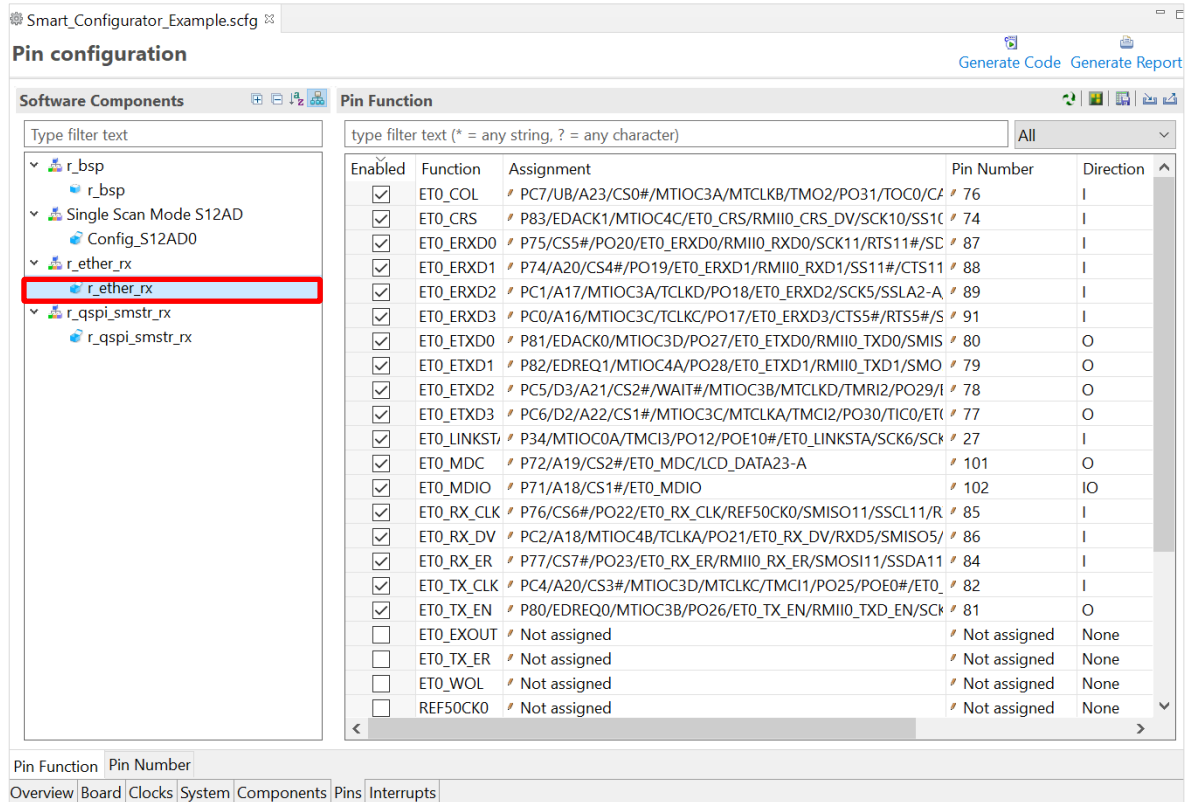 Smart_Configurator_Example.scfg
Pin configuration
Generate Code Generate Report
Software Components
Pin Function
Type filter text
type filter text (* = any string, ? = any character)
All
r_bsp
r_bsp
Single Scan Mode S12AD
Config_S12AD0
r_ether_rx
r_ether_rx
r_qspi_smstr_rx
r_qspi_smstr_rx
Enabled Function Assignment Pin Number Direction
ET0_COL PC7/UB/A23/CS0#/MTIOC3A/MTCLKB/TMO2/PO31/TOC0/CA 76 I
ET0_CRS P83/EDACK1/MTIOC4C/ET0_CRS/RMII0_CRS_DV/SCK10/SS10 74 I
ET0_ERXD0 P75/CS5#/PO20/ET0_ERXD0/RMII0_RXD0/SCK11/RTS11#/SD 87 I
ET0_ERXD1 P74/A20/CS4#/PO19/ET0_ERXD1/RMII0_RXD1/SS11#/CTS11 88 I
ET0_ERXD2 PC1/A17/MTIOC3A/TCLKD/PO18/ET0_ERXD2/SCK5/SSLA2-A, 89 I
ET0_ERXD3 PC0/A16/MTIOC3C/TCLKC/PO17/ET0_ERXD3/CTS5#/RTS5#/S 91 I
ET0_ETXD0 P81/EDACK0/MTIOC3D/PO27/ET0_ETXD0/RMII0_TXD0/SMIS 80 O
ET0_ETXD1 P82/EDREQ1/MTIOC4A/PO28/ET0_ETXD1/RMII0_TXD1/SMO 79 O
ET0_ETXD2 PC5/D3/A21/CS2#/WAIT#/MTIOC3B/MTCLKD/TMRI2/PO29/E 78 O
ET0_ETXD3 PC6/D2/A22/CS1#/MTIOC3C/MTCLKA/TMCI2/PO30/TIC0/ET0 77 O
ET0_LINKSTA P34/MTIOC0A/TMCI3/PO12/POE10#/ET0_LINKSTA/SCK6/SCK 27 I
ET0_MDC P72/A19/CS2#/ET0_MDC/LCD_DATA23-A 101 O
ET0_MDIO P71/A18/CS1#/ET0_MDIO 102 IO
ET0_RX_CLK P76/CS6#/PO22/ET0_RX_CLK/REF50CK0/SMISO11/SSCL11/R 85 I
ET0_RX_DV PC2/A18/MTIOC4B/TCLKA/PO21/ET0_RX_DV/RXD5/SMISO5/ 86 I
ET0_RX_ER P77/CS7#/PO23/ET0_RX_ER/RMII0_RX_ER/SMOSI11/SSDA11 84 I
ET0_TX_CLK PC4/A20/CS3#/MTIOC3D/MTCLKC/TMCI1/PO25/POE0#/ET0_ 82 I
ET0_TX_EN P80/EDREQ0/MTIOC3B/PO26/ET0_TX_EN/RMII0_TXD_EN/SCK 81 O
ET0_EXOUT Not assigned Not assigned None
ET0_TX_ER Not assigned Not assigned None
ET0_WOL Not assigned Not assigned None
REF50CK0 Not assigned Not assigned None
Pin Function Pin Number
Overview Board Clocks System Components Pins Interrupts